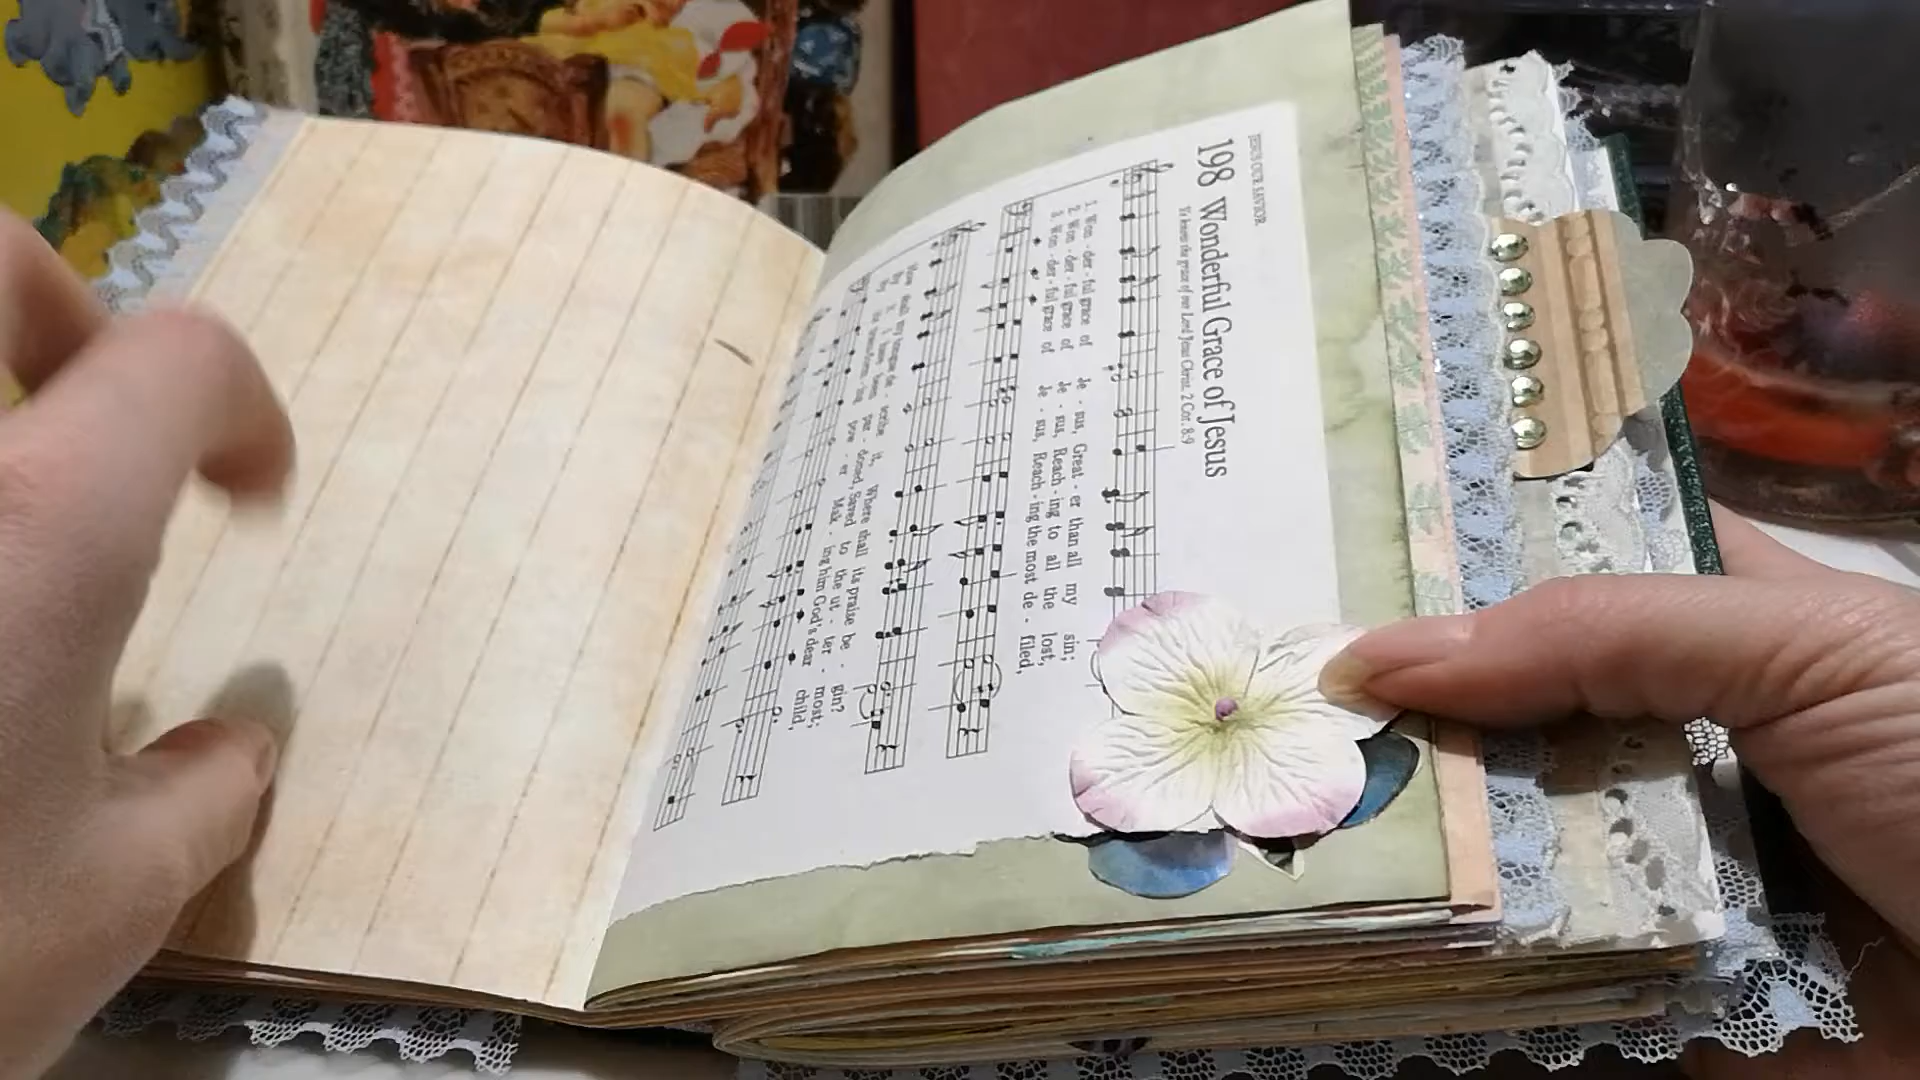 JESUS OUR SAVIOR
198 Wonderful Grace of Jesus
Ye know the grace of our Lord Jesus Christ. 2 Cor. 8:9
1. Won - der - ful grace of Je - sus, Great - er than all my sin;
2. Won - der - ful grace of Je - sus, Reach - ing to all the lost,
3. Won - der - ful grace of Je - sus, Reach - ing the most de - filed,
How shall my tongue de - scribe it, Where shall its praise be - gin?
By it I have been par - doned, Saved to the ut - ter - most;
By its trans - form - ing pow - er Mak - ing him God's dear child,